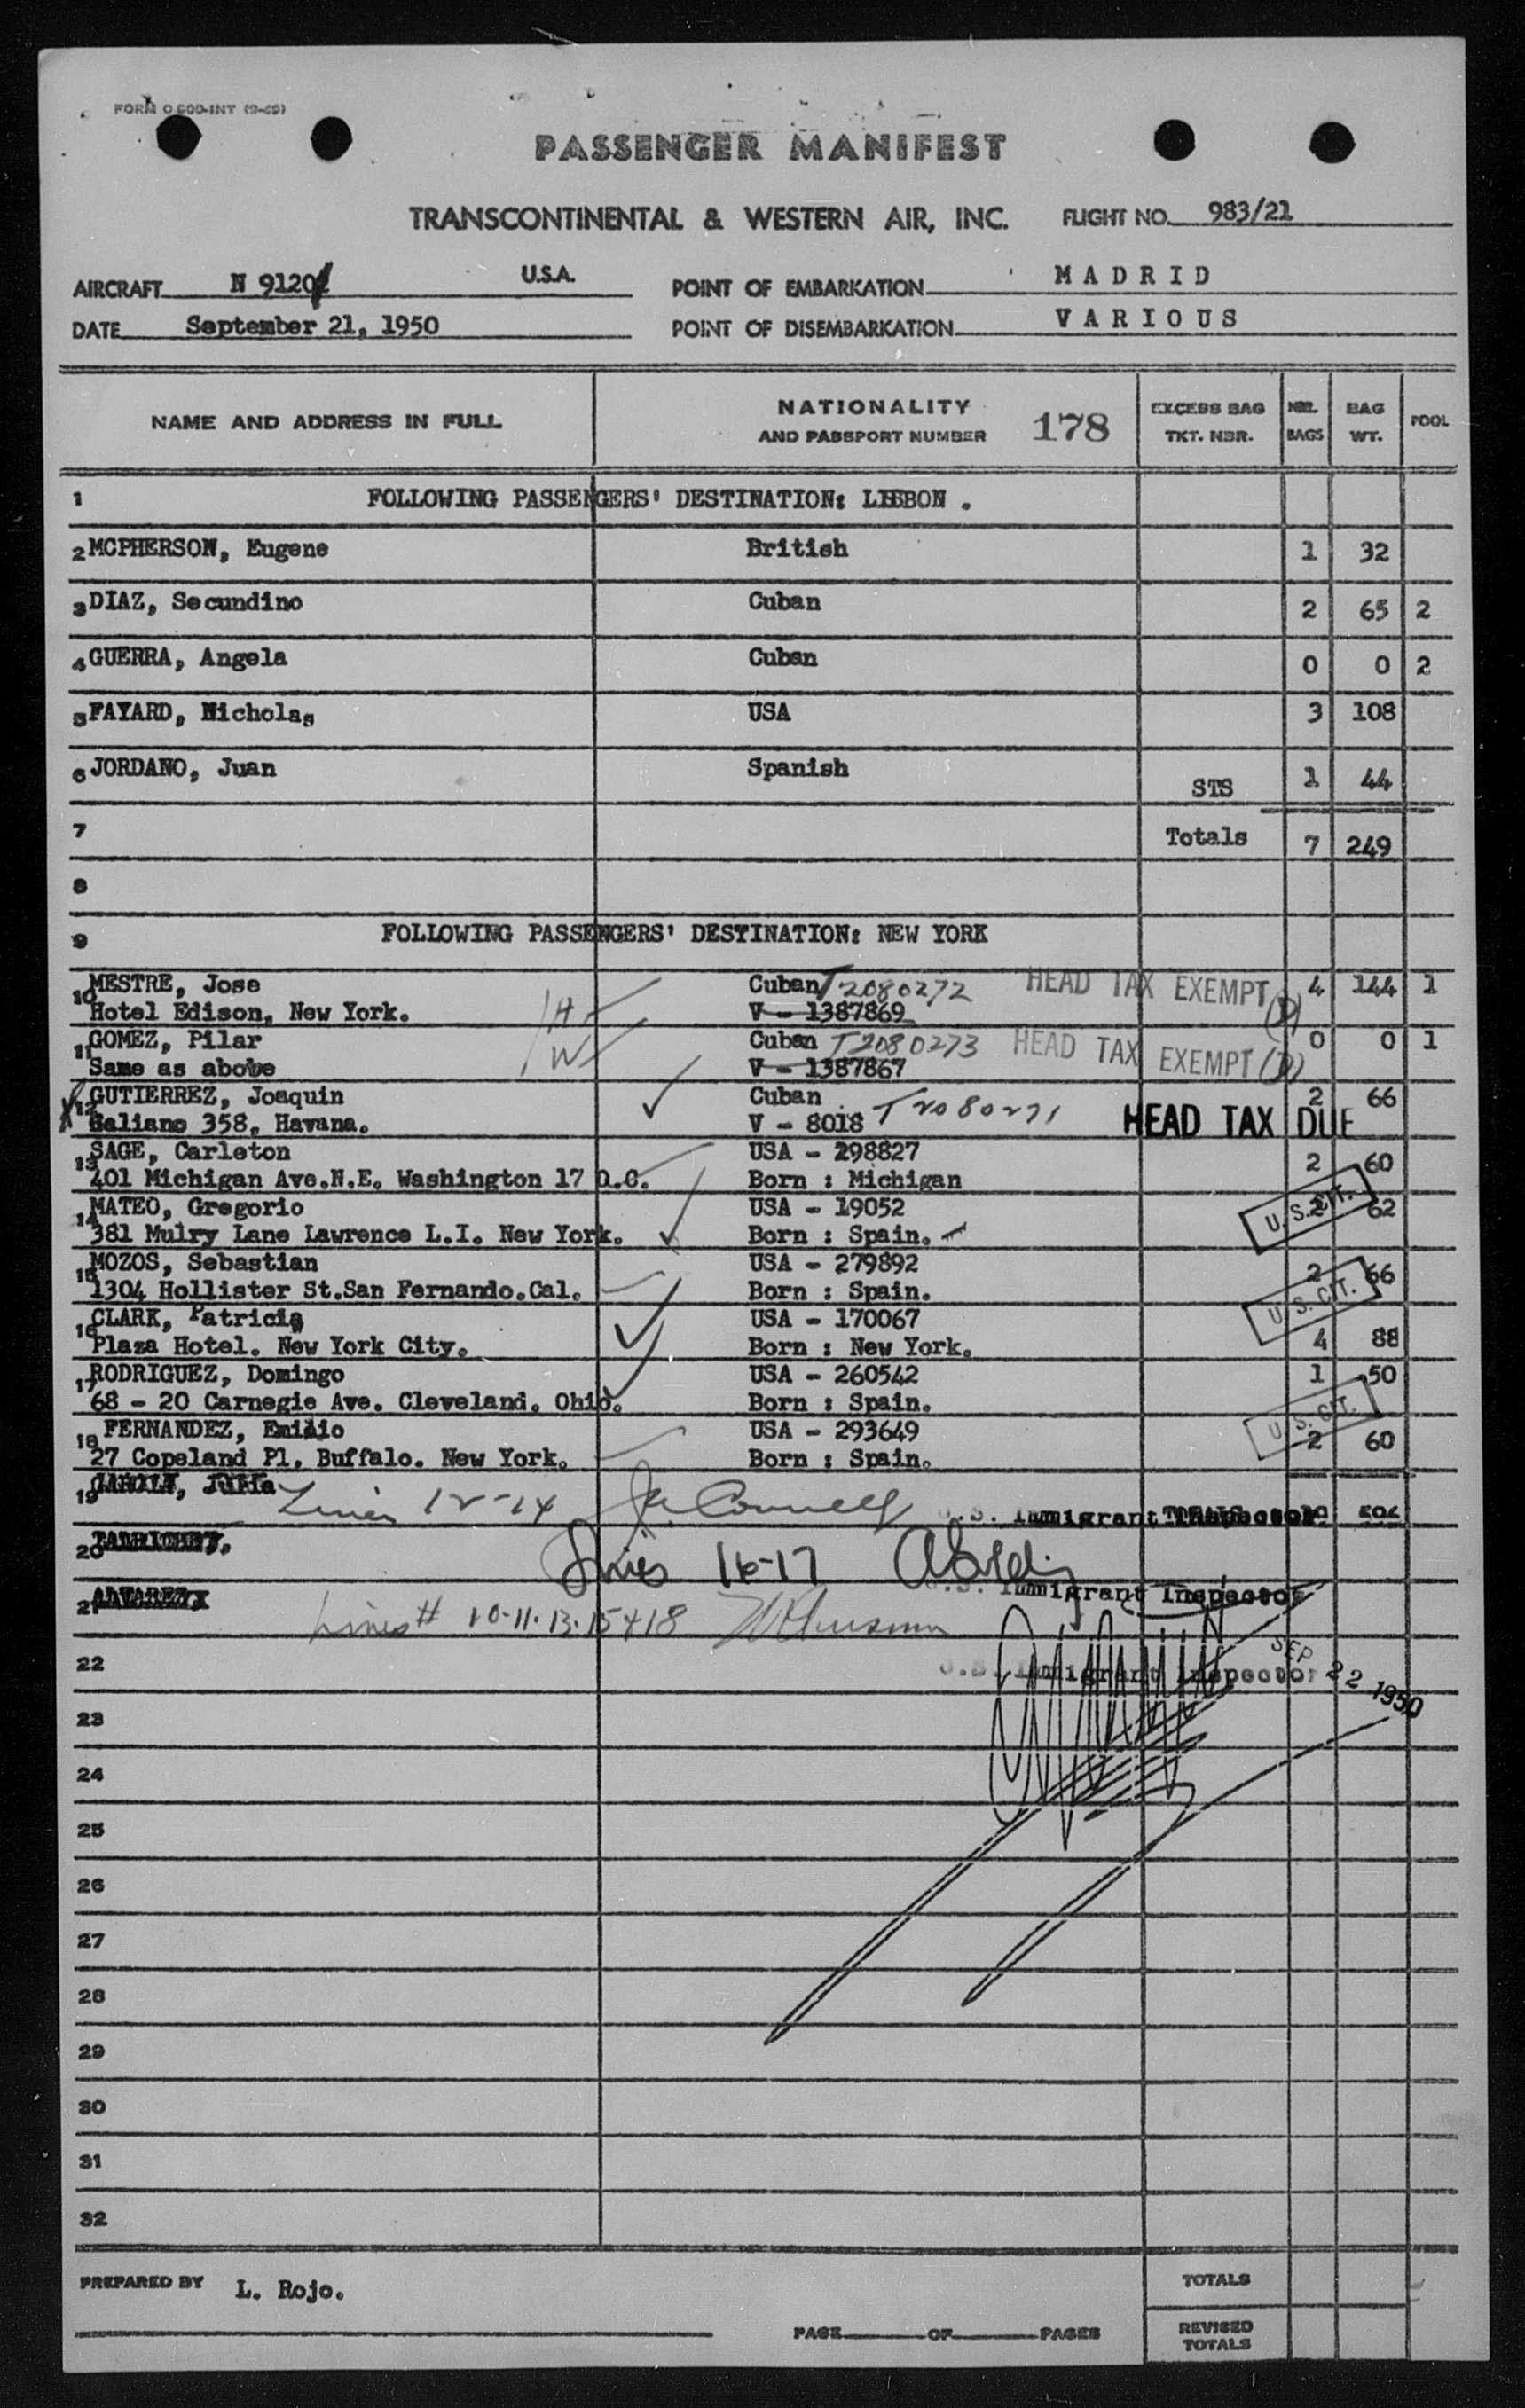 FORM O 600-INT (9-49)
PASSENGER MANIFEST
TRANSCONTINENTAL & WESTERN AIR, INC. FLIGHT NO. 983/21
AIRCRAFT N 9120 U.S.A. POINT OF EMBARKATION MADRID
DATE September 21, 1950 POINT OF DISEMBARKATION VARIOUS
NAME AND ADDRESS IN FULL NATIONALITY AND PASSPORT NUMBER 178 EXCESS BAG TKT. NBR. NBR. BAGS BAG WT. POOL
1 FOLLOWING PASSENGERS' DESTINATION: LISBON .
2 MCPHERSON, Eugene British 1 32
3 DIAZ, Secundino Cuban 2 65 2
4 GUERRA, Angela Cuban 0 0 2
5 FAYARD, Nicholas USA 3 108
6 JORDANO, Juan Spanish STS 1 44
7 Totals 7 249
8
9 FOLLOWING PASSENGERS' DESTINATION: NEW YORK
10 MESTRE, Jose Cuban T2080272 HEAD TAX EXEMPT (D) 4 144 1
Hotel Edison, New York. H V - 1387869
11 GOMEZ, Pilar Cuban T2080273 HEAD TAX EXEMPT (D) 0 0 1
Same as above W V - 1387867
12 GUTIERREZ, Joaquin Cuban 2 66
Galiano 358, Havana. V - 8018 T2080271 HEAD TAX DUE
13 SAGE, Carleton USA - 298827 2 60
401 Michigan Ave.N.E. Washington 17 D.C. Born : Michigan
14 MATEO, Gregorio USA - 19052 U.S. CIT. 2 62
381 Mulry Lane Lawrence L.I. New York. Born : Spain.
15 MOZOS, Sebastian USA - 279892 2 66
1304 Hollister St.San Fernando.Cal. Born : Spain. U.S. CIT.
16 CLARK, Patricia USA - 170067
Plaza Hotel. New York City. Born : New York. 4 88
17 RODRIGUEZ, Domingo USA - 260542 1 50
68 - 20 Carnegie Ave. Cleveland. Ohio. Born : Spain. U.S. CIT.
18 FERNANDEZ, Emilio USA - 293649 2 60
27 Copeland Pl. Buffalo. New York. Born : Spain.
19 Lines 12-14 U.S. Immigrant Inspector
20 Lines 16-17 U.S. Immigrant Inspector
21 ALVAREZ, Lines # 10-11-13-15+18
22 U.S. Immigrant Inspector SEP 22 1950
23
24
25
26
27
28
29
30
31
32
PREPARED BY L. Rojo. TOTALS
PAGE OF PAGES REVISED TOTALS